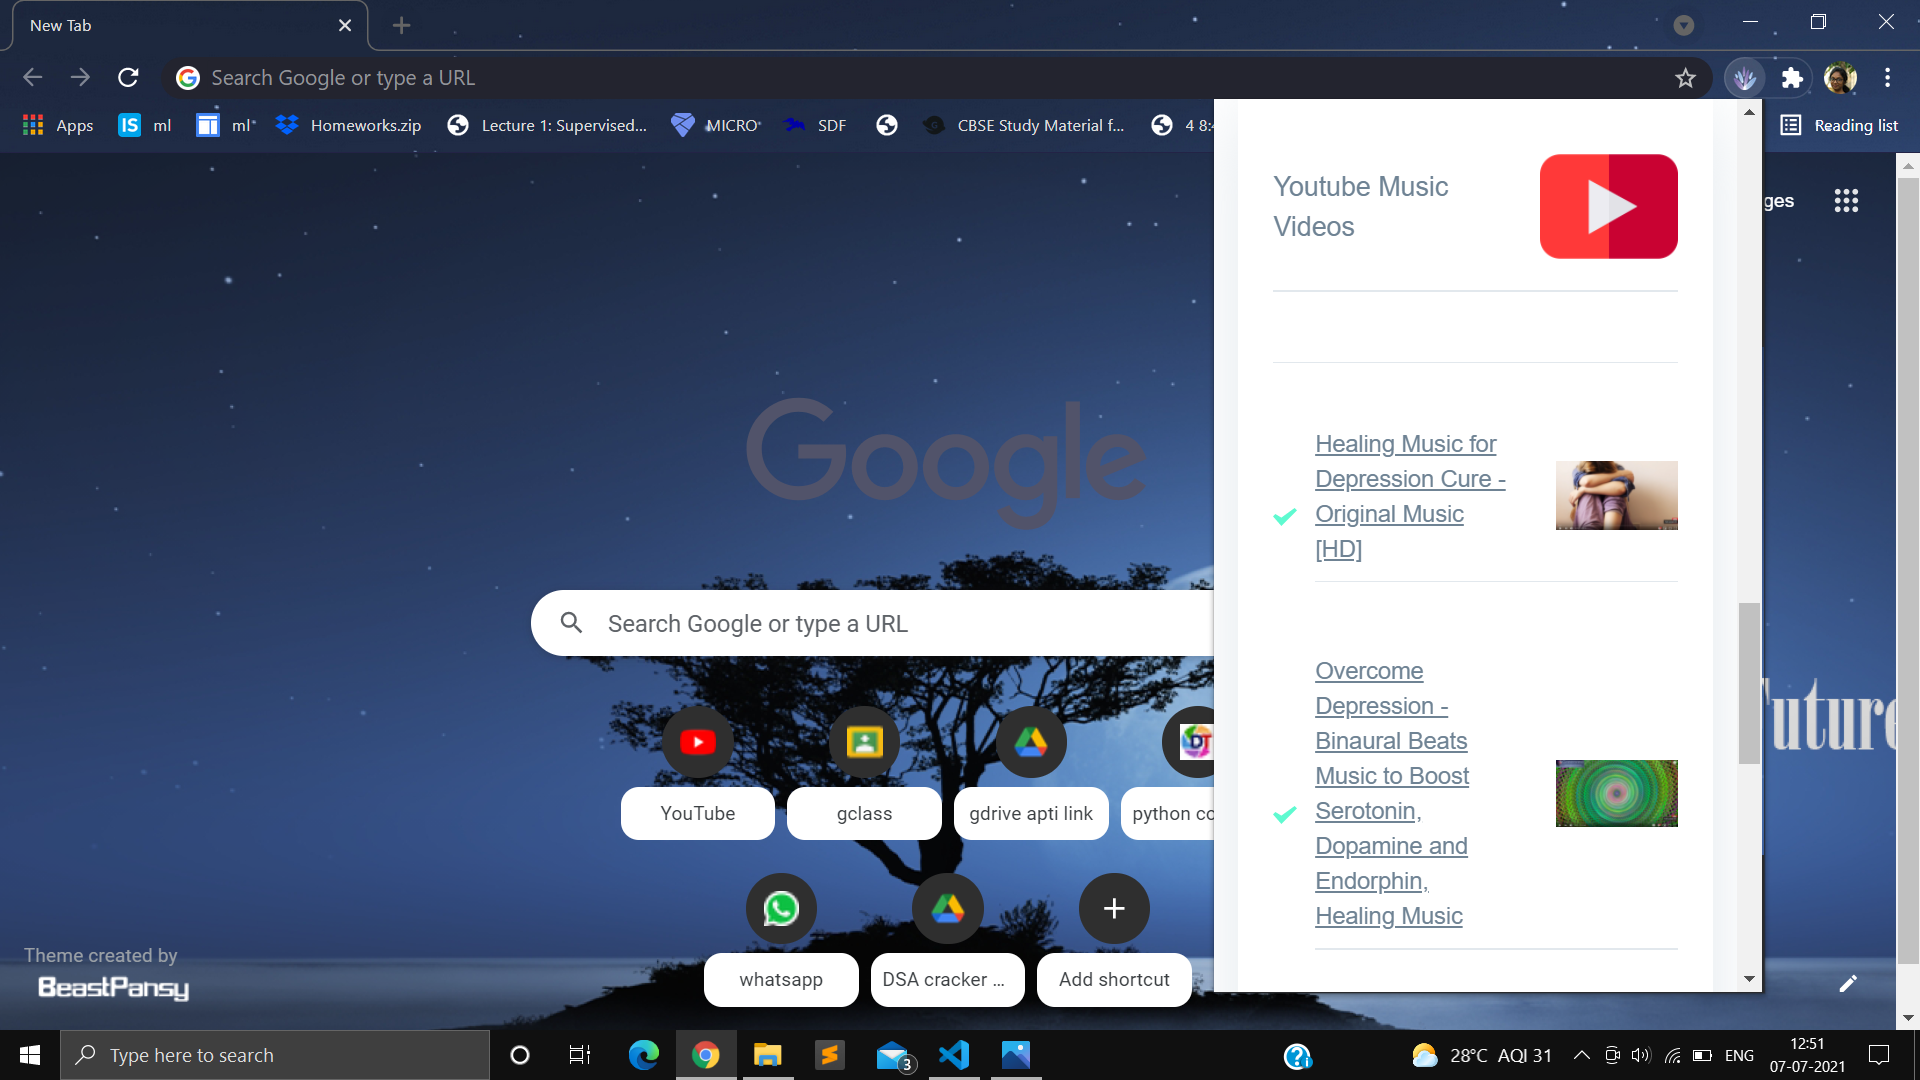 New Tab
Search Google or type a URL
Apps
IS
ml
ml
Homeworks.zip
Lecture 1: Supervised...
MICRO
SDF
CBSE Study Material f...
4 8:4
Reading list
ges
Youtube Music
Videos
Healing Music for
Depression Cure -
Original Music
[HD]
Overcome
Depression -
Binaural Beats
Music to Boost
Serotonin,
Dopamine and
Endorphin,
Healing Music
Google
Search Google or type a URL
Future
DT
YouTube
gclass
gdrive apti link
python co
whatsapp
DSA cracker ...
Add shortcut
Theme created by
BeastPansy
Type here to search
3
28°C AQI 31
ENG
12:51
07-07-2021